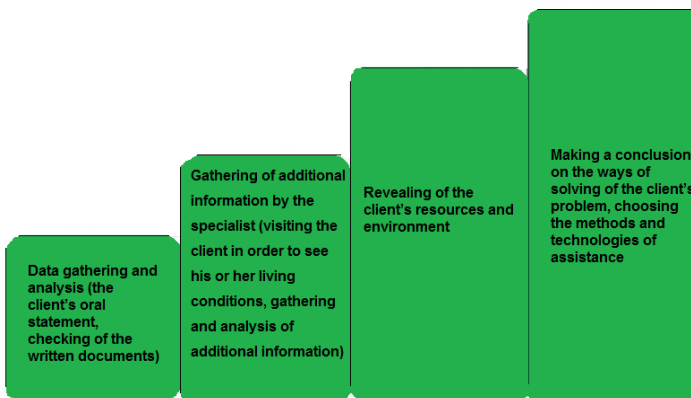 Data gathering and
analysis (the
client's oral
statement,
checking of the
written documents)
Gathering of additional
information by the
specialist (visiting the
client in order to see
his or her living
conditions, gathering
and analysis of
additional information)
Revealing of the
client's resources and
environment
Making a conclusion
on the ways of
solving of the client's
problem, choosing
the methods and
technologies of
assistance